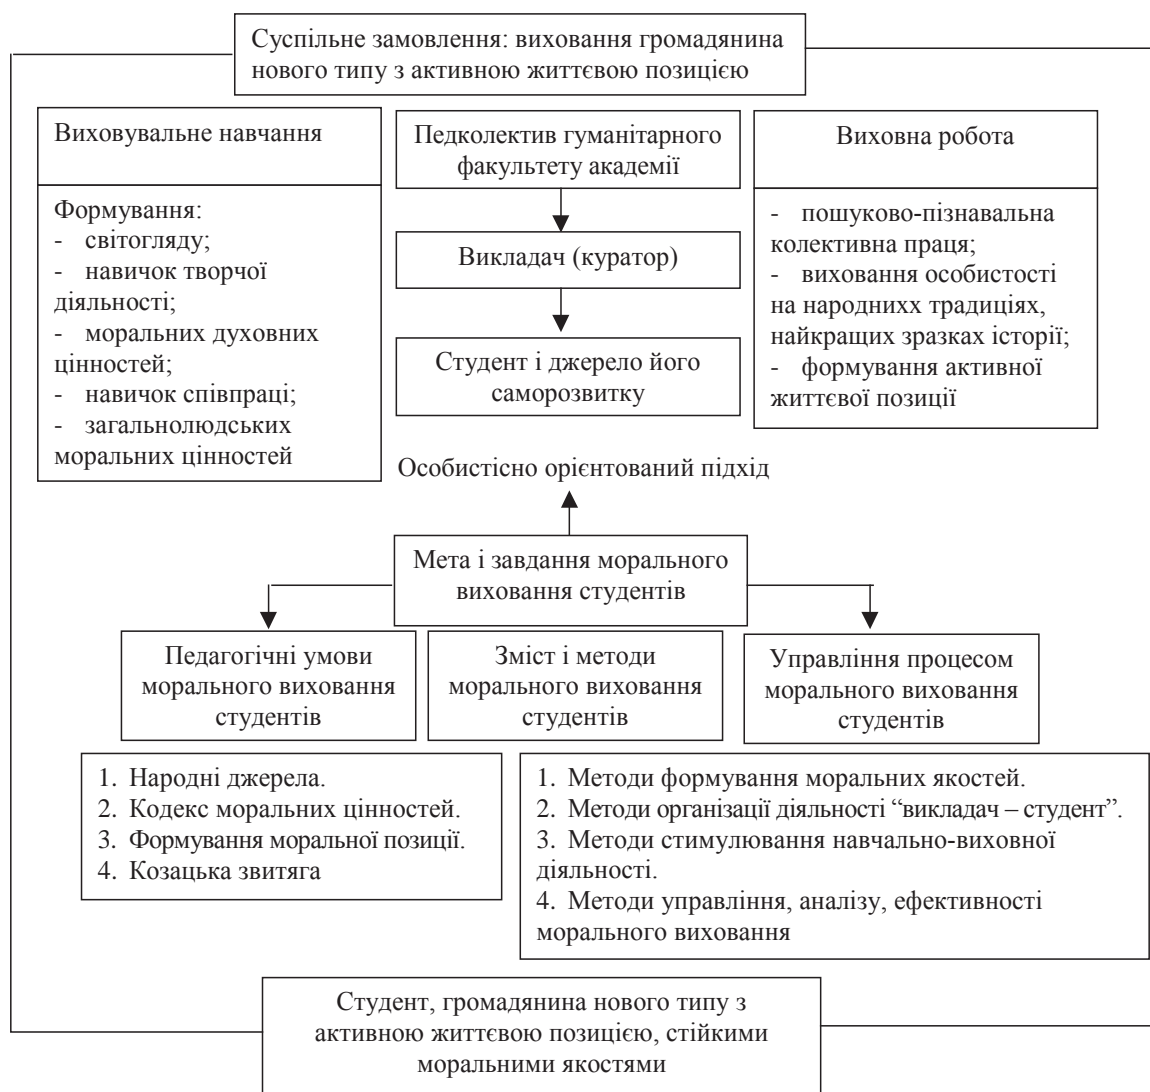 Суспільне замовлення: виховання громадянина
нового типу з активною життєвою позицією
Виховувальне навчання
Формування:
- світогляду;
- навичок творчої
діяльності;
- моральних духовних
цінностей;
- навичок співпраці;
- загальнолюдських
моральних цінностей
Педколектив гуманітарного
факультету академії
Викладач (куратор)
Студент і джерело його
саморозвитку
Виховна робота
- пошуково-пізнавальна
колективна праця;
- виховання особистості
на народнихх традиціях,
найкращих зразках історії;
- формування активної
життєвої позиції
Особистісно орієнтований підхід
Мета і завдання морального
виховання студентів
Педагогічні умови
морального виховання
студентів
Зміст і методи
морального виховання
студентів
Управління процесом
морального виховання
студентів
1. Народні джерела.
2. Кодекс моральних цінностей.
3. Формування моральної позиції.
4. Козацька звитяга
1. Методи формування моральних якостей.
2. Методи організації діяльності “викладач – студент”.
3. Методи стимулювання навчально-виховної
діяльності.
4. Методи управління, аналізу, ефективності
морального виховання
Студент, громадянина нового типу з
активною життєвою позицією, стійкими
моральними якостями